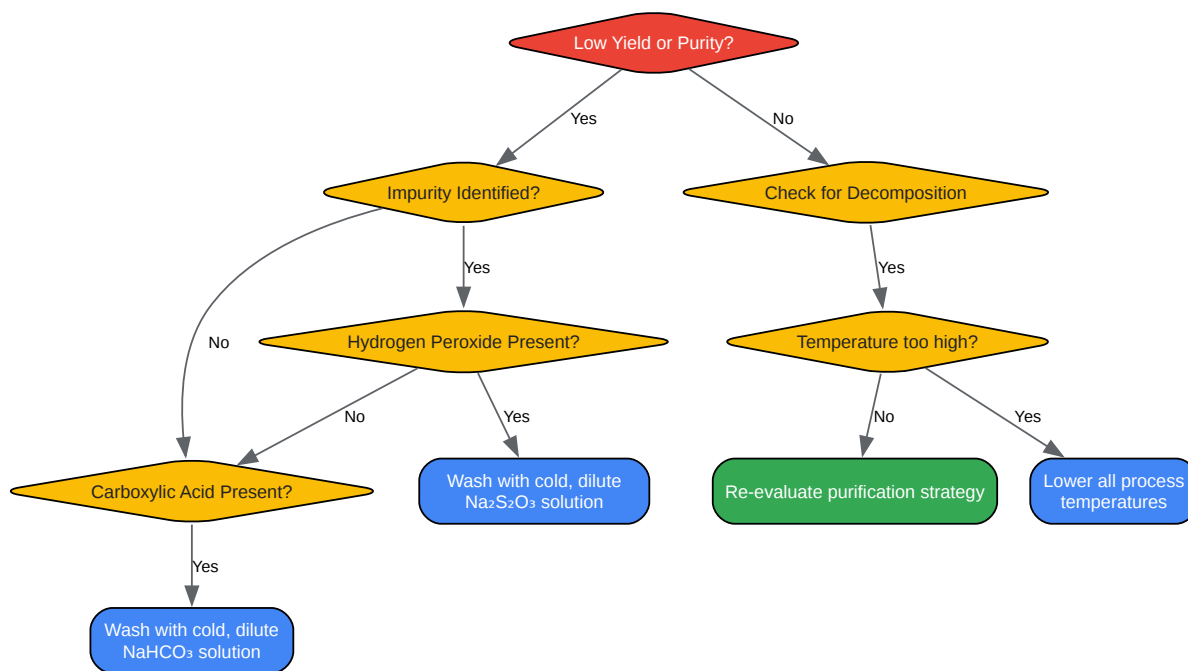 Low Yield or Purity?
Yes
No
Impurity Identified?
Check for Decomposition
Yes
Yes
No
Hydrogen Peroxide Present?
Temperature too high?
No
Yes
No
Yes
Carboxylic Acid Present?
Wash with cold, dilute
Na₂S₂O₃ solution
Re-evaluate purification strategy
Lower all process
temperatures
Yes
Wash with cold, dilute
NaHCO₃ solution